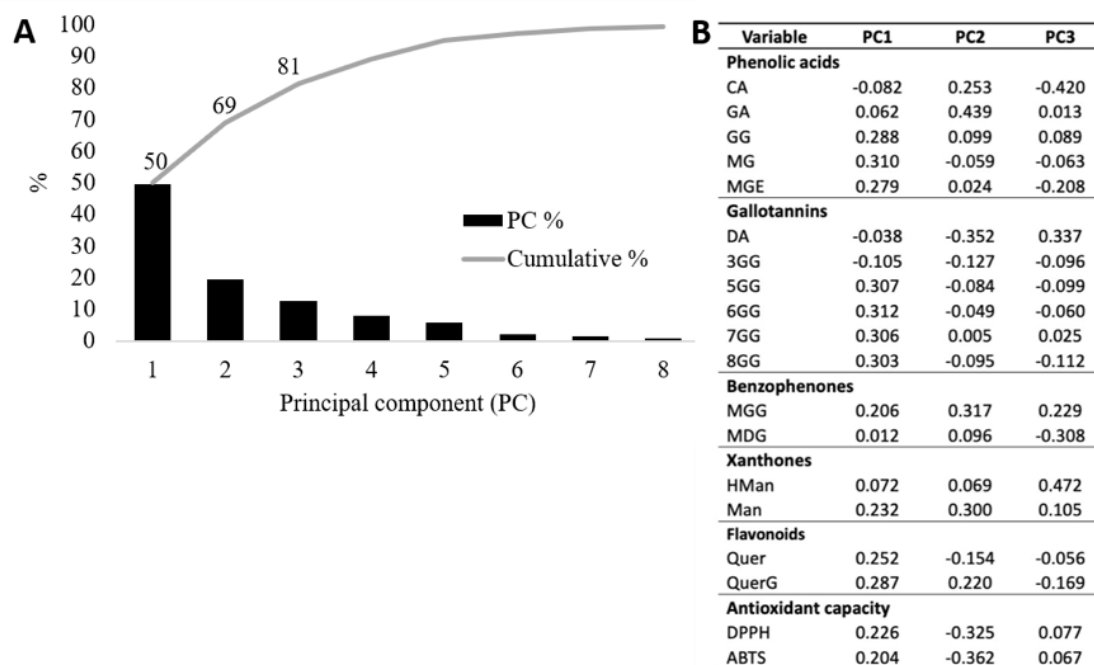 A
100
90
80
70
60
50
40
30
20
10
0
%
50
69
81
PC %
Cumulative %
1 2 3 4 5 6 7 8
Principal component (PC)
B
Variable PC1 PC2 PC3
Phenolic acids
CA -0.082 0.253 -0.420
GA 0.062 0.439 0.013
GG 0.288 0.099 0.089
MG 0.310 -0.059 -0.063
MGE 0.279 0.024 -0.208
Gallotannins
DA -0.038 -0.352 0.337
3GG -0.105 -0.127 -0.096
5GG 0.307 -0.084 -0.099
6GG 0.312 -0.049 -0.060
7GG 0.306 0.005 0.025
8GG 0.303 -0.095 -0.112
Benzophenones
MGG 0.206 0.317 0.229
MDG 0.012 0.096 -0.308
Xanthones
HMan 0.072 0.069 0.472
Man 0.232 0.300 0.105
Flavonoids
Quer 0.252 -0.154 -0.056
QuerG 0.287 0.220 -0.169
Antioxidant capacity
DPPH 0.226 -0.325 0.077
ABTS 0.204 -0.362 0.067